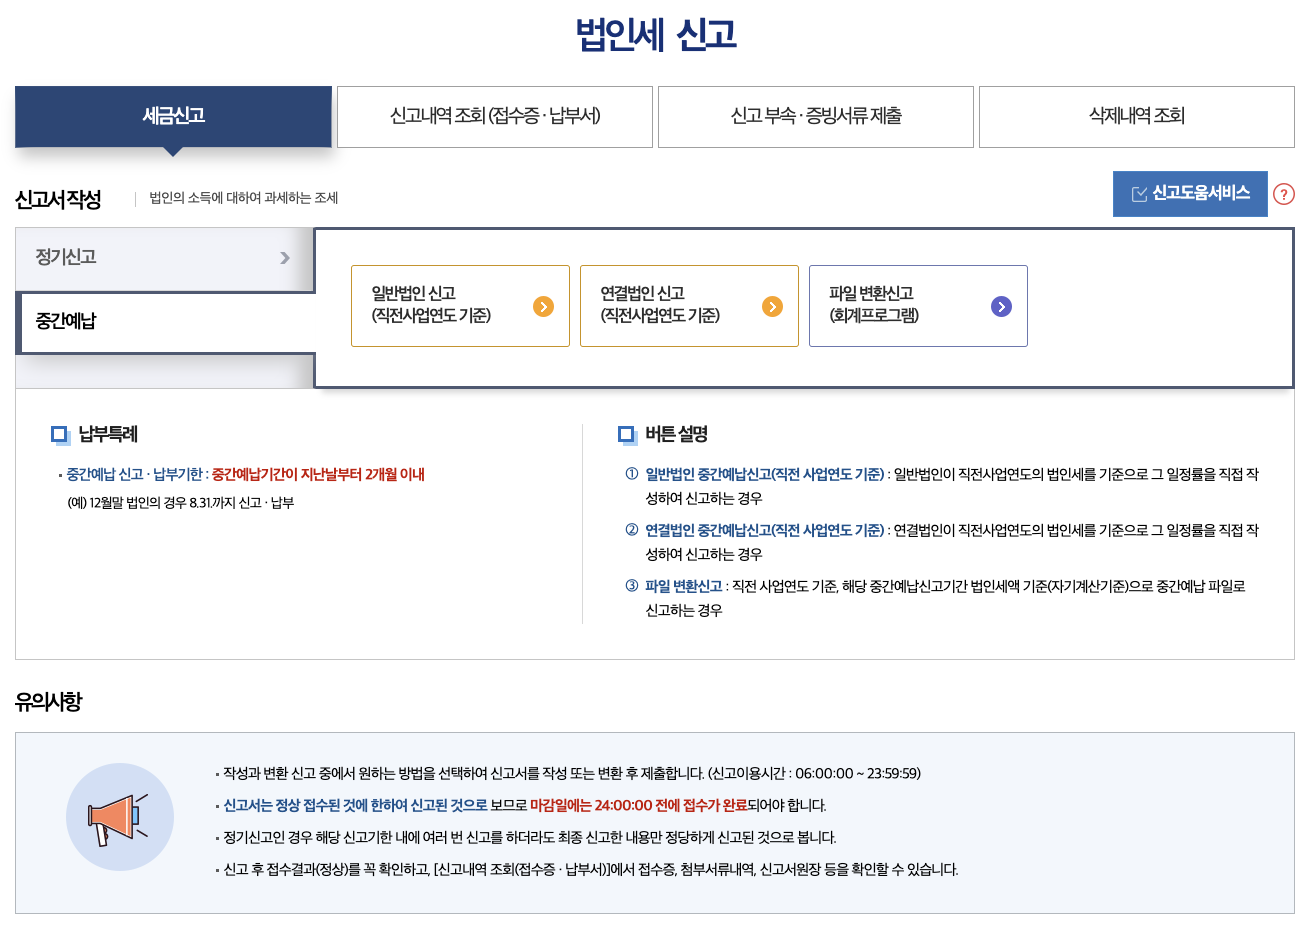 법인세 신고
세금신고
신고내역 조회 (접수증 · 납부서)
신고 부속 · 증빙서류 제출
삭제내역 조회
신고서 작성
법인의 소득에 대하여 과세하는 조세
신고도움서비스
?
정기신고
중간예납
일반법인 신고
(직전사업연도 기준)
연결법인 신고
(직전사업연도 기준)
파일 변환신고
(회계프로그램)
납부특례
중간예납 신고 · 납부기한 : 중간예납기간이 지난날부터 2개월 이내
(예) 12월말 법인의 경우 8.31.까지 신고 · 납부
버튼 설명
① 일반법인 중간예납신고(직전 사업연도 기준) : 일반법인이 직전사업연도의 법인세를 기준으로 그 일정률을 직접 작
성하여 신고하는 경우
② 연결법인 중간예납신고(직전 사업연도 기준) : 연결법인이 직전사업연도의 법인세를 기준으로 그 일정률을 직접 작
성하여 신고하는 경우
③ 파일 변환신고 : 직전 사업연도 기준, 해당 중간예납신고기간 법인세액 기준(자기계산기준)으로 중간예납 파일로
신고하는 경우
유의사항
작성과 변환 신고 중에서 원하는 방법을 선택하여 신고서를 작성 또는 변환 후 제출합니다. (신고이용시간 : 06:00:00 ~ 23:59:59)
신고서는 정상 접수된 것에 한하여 신고된 것으로 보므로 마감일에는 24:00:00 전에 접수가 완료되어야 합니다.
정기신고인 경우 해당 신고기한 내에 여러 번 신고를 하더라도 최종 신고한 내용만 정당하게 신고된 것으로 봅니다.
신고 후 접수결과(정상)를 꼭 확인하고, [신고내역 조회(접수증 · 납부서)]에서 접수증, 첨부서류내역, 신고서원장 등을 확인할 수 있습니다.